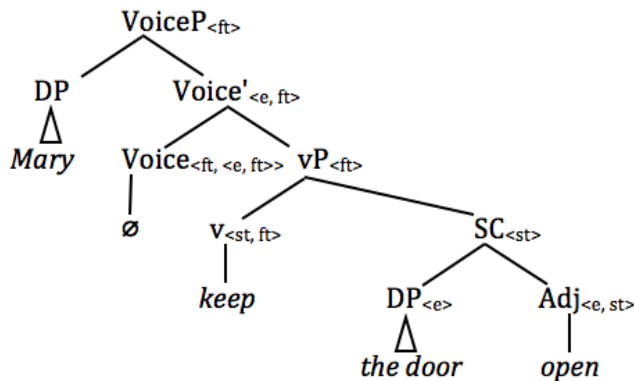 VoiceP<ft>
DP Voice'<e, ft>
Mary Voice<ft, <e, ft>> vP<ft>
∅ v<st, ft> SC<st>
keep DP<e> Adj<e, st>
the door open